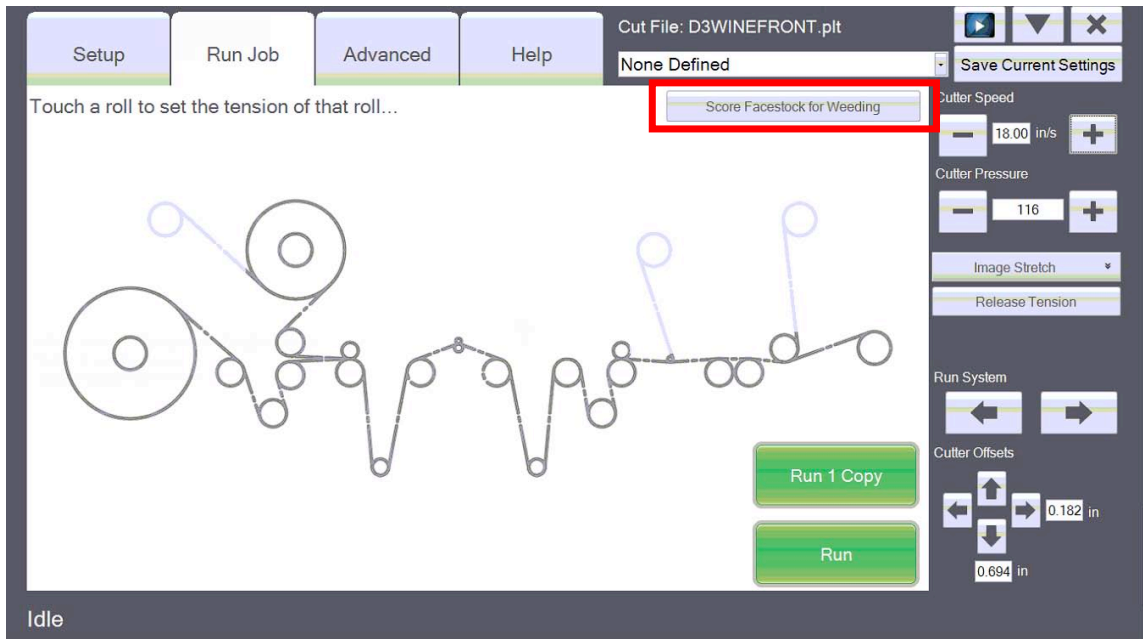 Setup
Run Job
Advanced
Help
Cut File: D3WINEFRONT.plt
None Defined
Save Current Settings
Touch a roll to set the tension of that roll...
Score Facestock for Weeding
Cutter Speed
18.00 in/s
Cutter Pressure
116
Image Stretch
Release Tension
Run System
Cutter Offsets
0.182 in
0.694 in
Run 1 Copy
Run
Idle